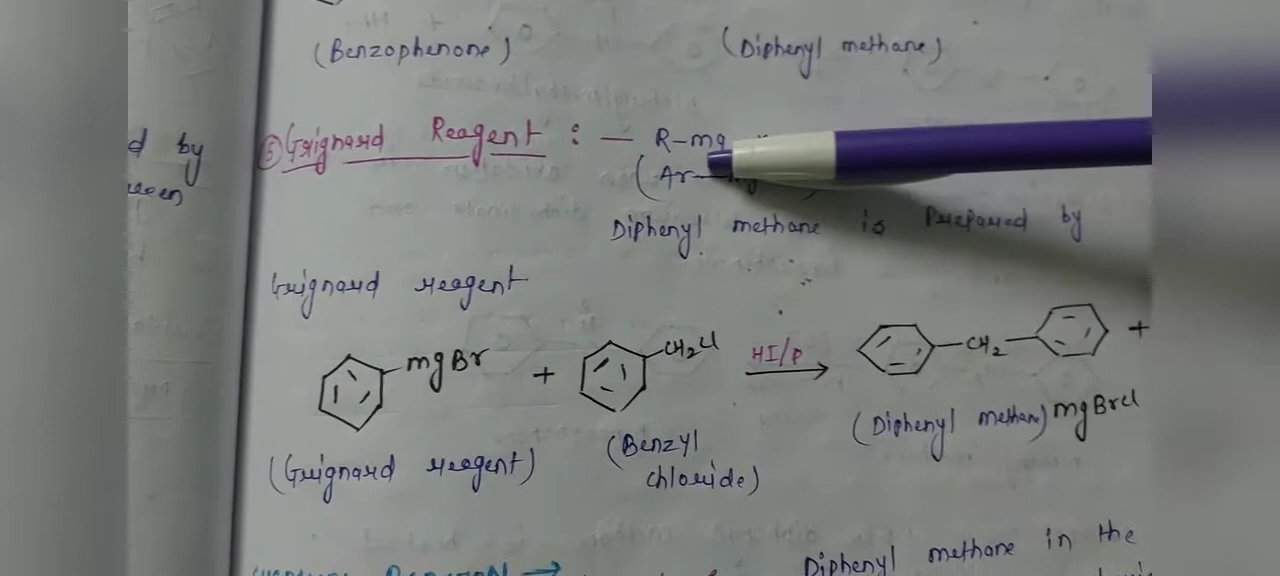 (Benzophenone) (Diphenyl methane)
d by
⑤ Grignard Reagent :— R-mg
(Ar—
Diphenyl methane is Prepared by
Grignard reagent
mgBr + CH2Cl HI/P CH2 +
(Grignard reagent) (Benzyl chloride) (Diphenyl methan) mgBrcl
Diphenyl methane in the